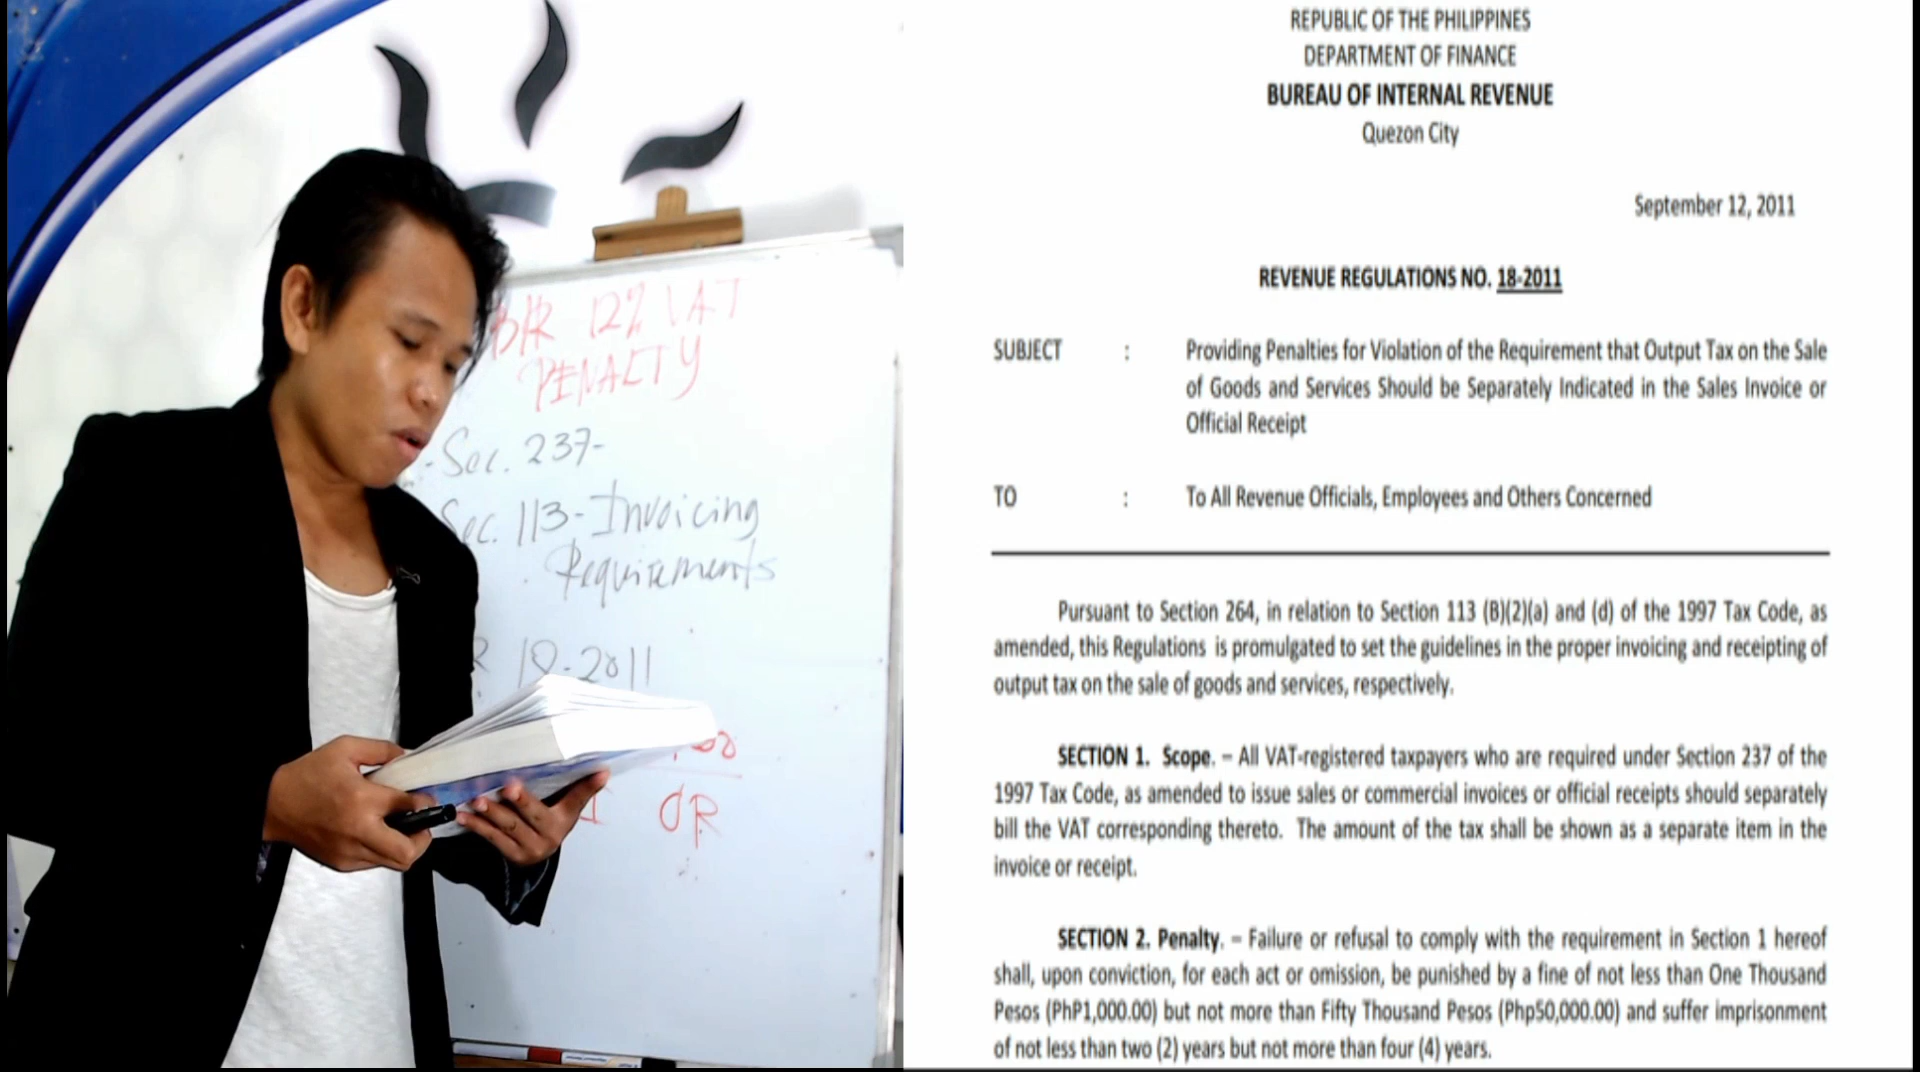 BIR 12% VAT
PENALTY
- Sec. 237-
Sec. 113- Invoicing
Requirements
18-2011
OR
REPUBLIC OF THE PHILIPPINES
DEPARTMENT OF FINANCE
BUREAU OF INTERNAL REVENUE
Quezon City
September 12, 2011
REVENUE REGULATIONS NO. 18-2011
SUBJECT : Providing Penalties for Violation of the Requirement that Output Tax on the Sale
of Goods and Services Should be Separately Indicated in the Sales Invoice or
Official Receipt
TO : To All Revenue Officials, Employees and Others Concerned
Pursuant to Section 264, in relation to Section 113 (B)(2)(a) and (d) of the 1997 Tax Code, as
amended, this Regulations is promulgated to set the guidelines in the proper invoicing and receipting of
output tax on the sale of goods and services, respectively.
SECTION 1. Scope. – All VAT-registered taxpayers who are required under Section 237 of the
1997 Tax Code, as amended to issue sales or commercial invoices or official receipts should separately
bill the VAT corresponding thereto. The amount of the tax shall be shown as a separate item in the
invoice or receipt.
SECTION 2. Penalty. – Failure or refusal to comply with the requirement in Section 1 hereof
shall, upon conviction, for each act or omission, be punished by a fine of not less than One Thousand
Pesos (PhP1,000.00) but not more than Fifty Thousand Pesos (Php50,000.00) and suffer imprisonment
of not less than two (2) years but not more than four (4) years.